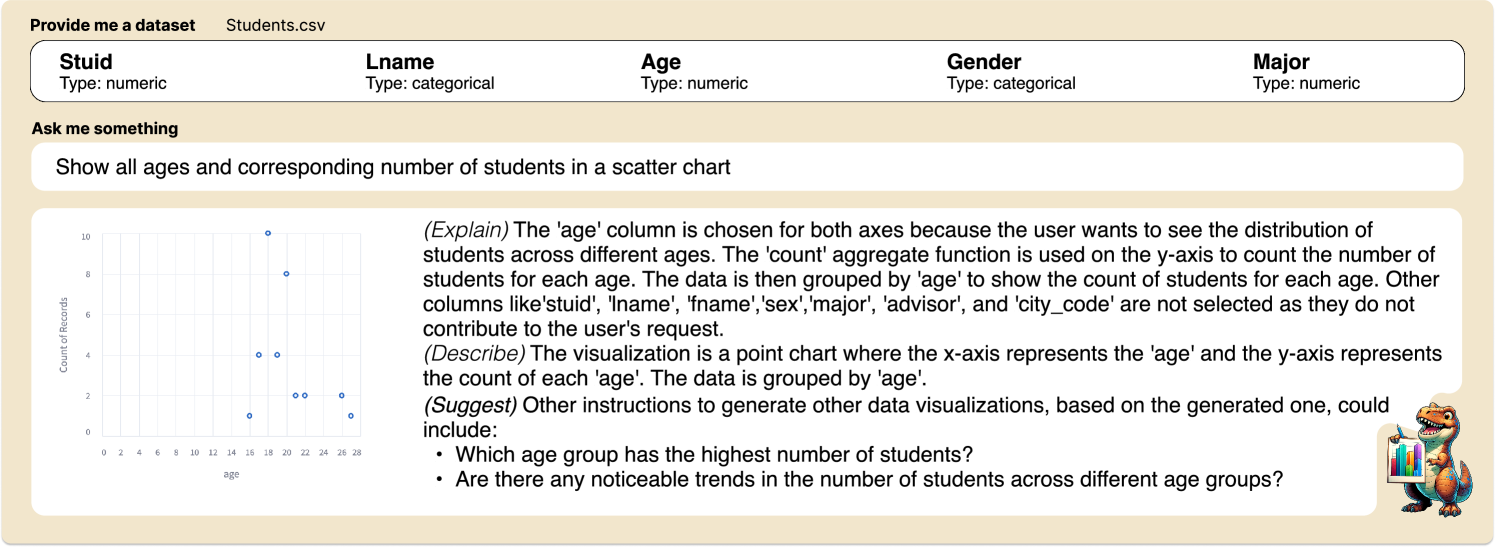 Provide me a dataset Students.csv
Stuid Lname Age Gender Major
Type: numeric Type: categorical Type: numeric Type: categorical Type: numeric
Ask me something
Show all ages and corresponding number of students in a scatter chart
10
8
6
4
2
0
Count of Records
0 2 4 6 8 10 12 14 16 18 20 22 24 26 28
age
(Explain) The 'age' column is chosen for both axes because the user wants to see the distribution of
students across different ages. The 'count' aggregate function is used on the y-axis to count the number of
students for each age. The data is then grouped by 'age' to show the count of students for each age. Other
columns like'stuid', 'lname', 'fname','sex','major', 'advisor', and 'city_code' are not selected as they do not
contribute to the user's request.
(Describe) The visualization is a point chart where the x-axis represents the 'age' and the y-axis represents
the count of each 'age'. The data is grouped by 'age'.
(Suggest) Other instructions to generate other data visualizations, based on the generated one, could
include:
• Which age group has the highest number of students?
• Are there any noticeable trends in the number of students across different age groups?